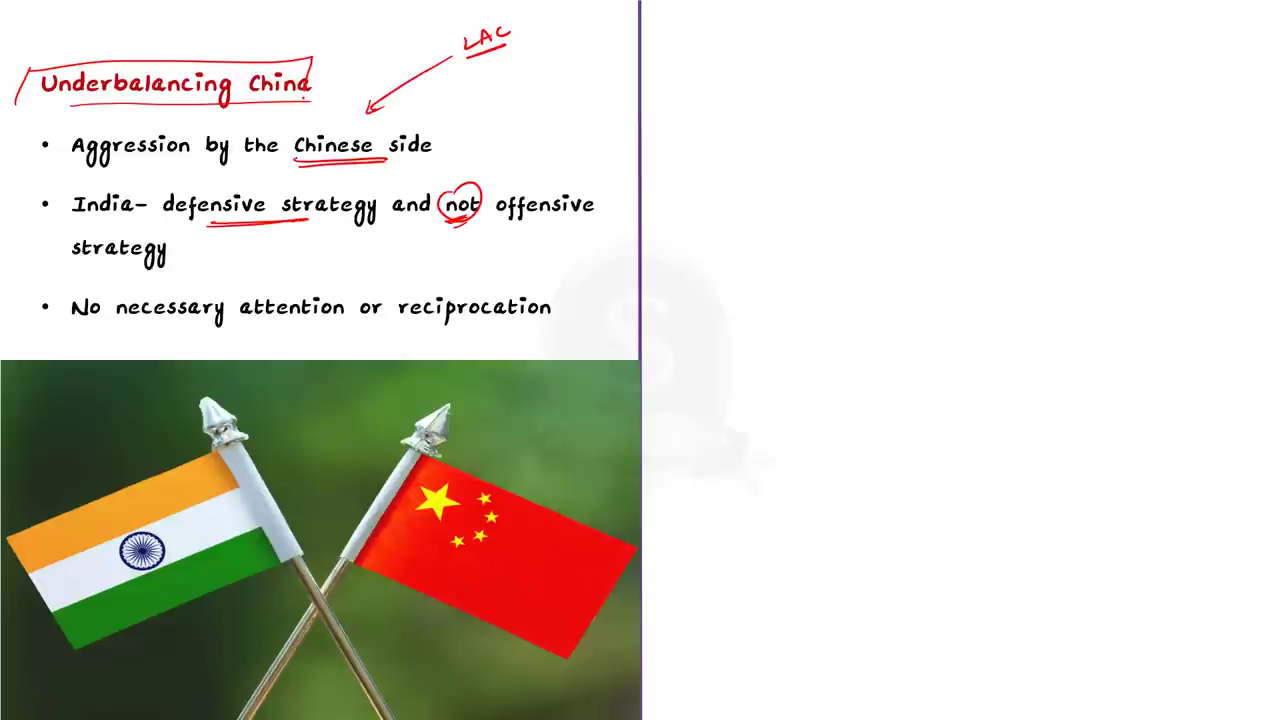 LAC
Underbalancing China
• Aggression by the Chinese side
• India- defensive strategy and not offensive
strategy
• No necessary attention or reciprocation